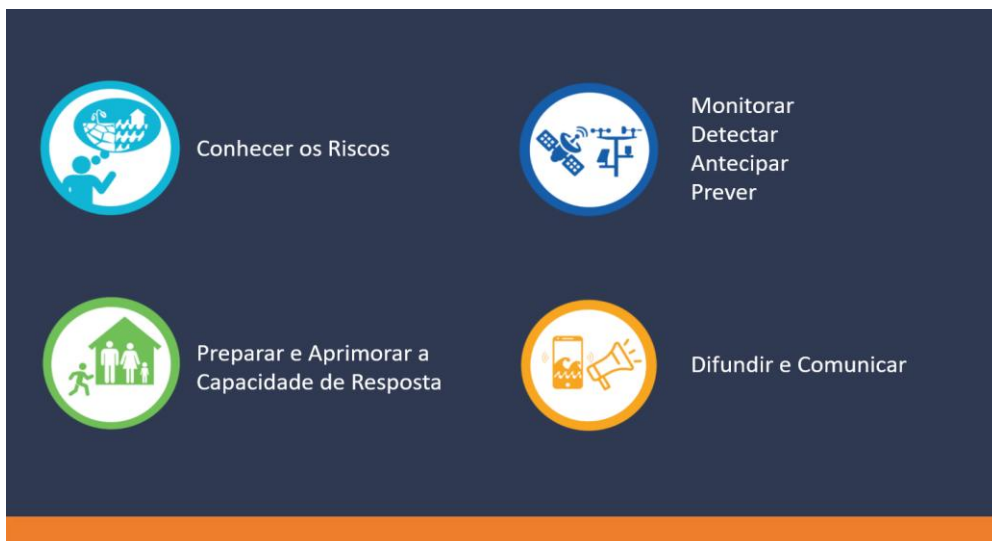 Conhecer os Riscos
Monitorar
Detectar
Antecipar
Prever
Preparar e Aprimorar a
Capacidade de Resposta
Difundir e Comunicar